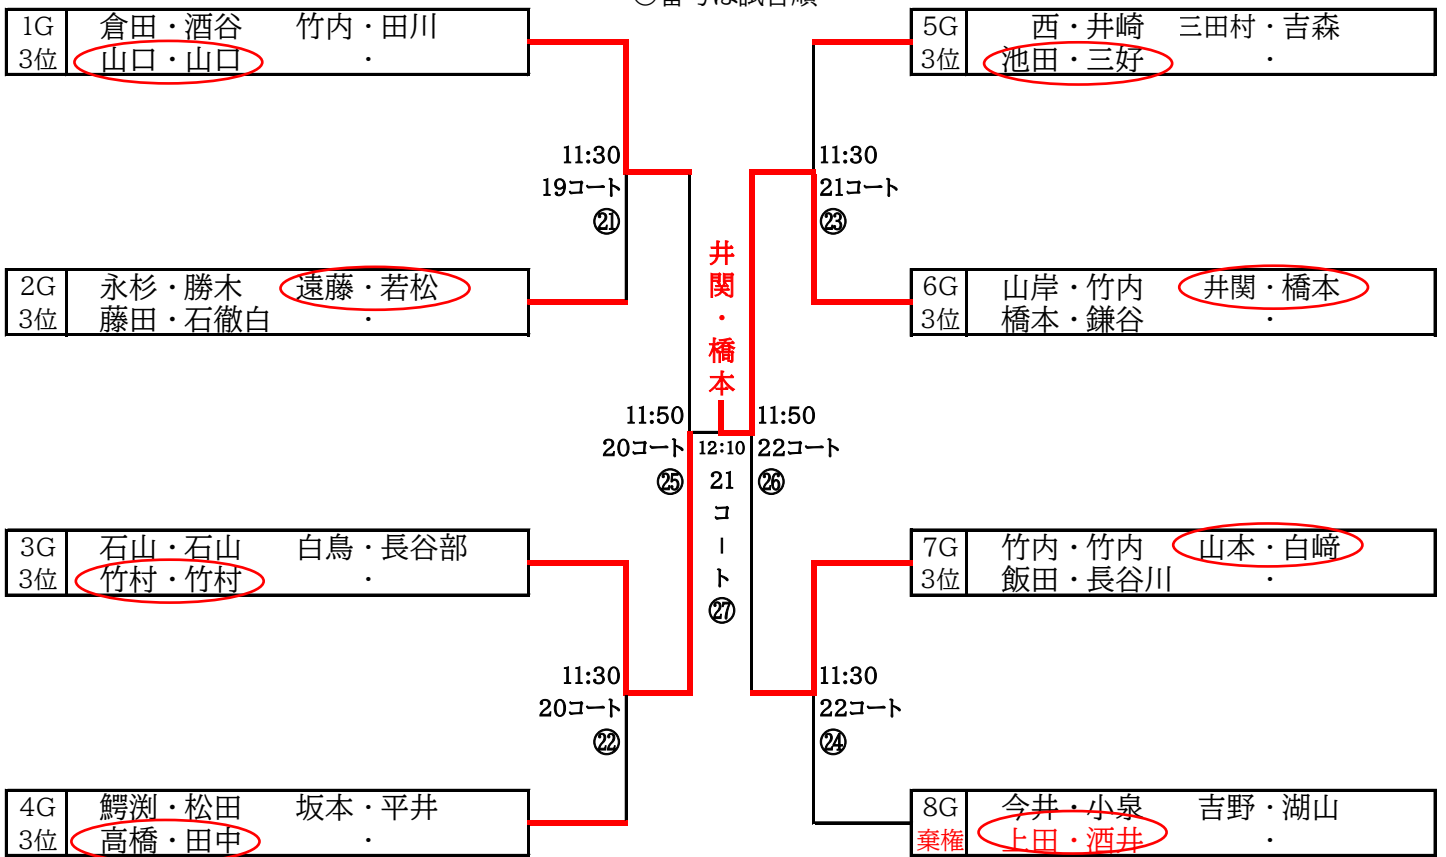 ○番号は試合順
1G 倉田・酒谷 竹内・田川
3位 山口・山口 ・
5G 西・井崎 三田村・吉森
3位 池田・三好 ・
11:30
19コート
㉑
11:30
21コート
㉓
2G 永杉・勝木 遠藤・若松
3位 藤田・石徹白 ・
井関・橋本
6G 山岸・竹内 井関・橋本
3位 橋本・鎌谷 ・
11:50
20コート
㉕
12:10
21コート
㉗
11:50
22コート
㉖
3G 石山・石山 白鳥・長谷部
3位 竹村・竹村 ・
7G 竹内・竹内 山本・白﨑
3位 飯田・長谷川 ・
11:30
20コート
㉒
11:30
22コート
㉔
4G 鰐渕・松田 坂本・平井
3位 高橋・田中 ・
8G 今井・小泉 吉野・湖山
棄権 上田・酒井 ・